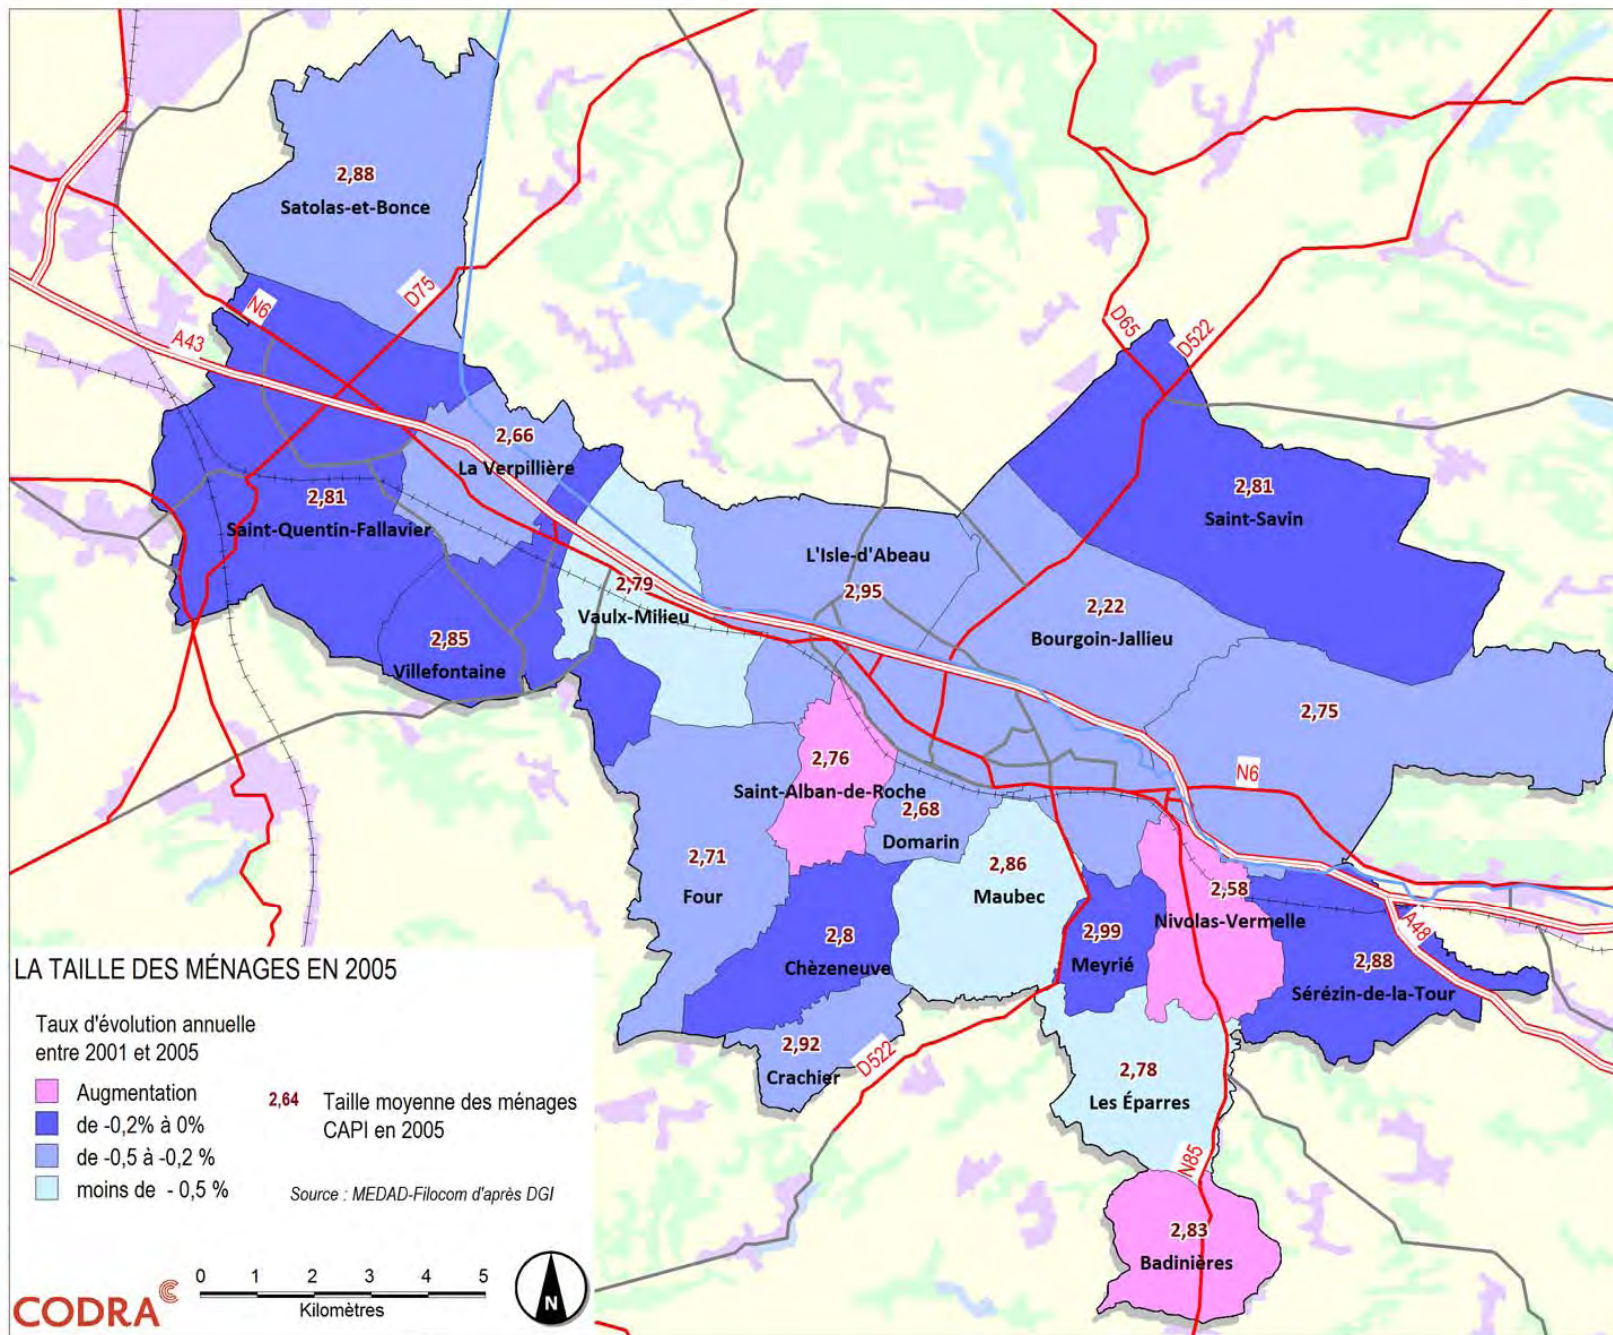 2,88
Satolas-et-Bonce
N6
D75
A43
D65
D522
2,66
La Verpillière
2,81
Saint-Quentin-Fallavier
2,81
Saint-Savin
L'Isle-d'Abeau
2,95
2,79
Vaulx-Milieu
2,22
Bourgoin-Jallieu
2,85
Villefontaine
2,75
2,76
Saint-Alban-de-Roche
N6
2,68
Domarin
2,71
Four
2,86
Maubec
2,58
Nivolas-Vermelle
A48
2,8
Chèzeneuve
2,99
Meyrié
2,88
Sérézin-de-la-Tour
2,92
Crachier
D522
2,78
Les Éparres
N85
2,83
Badinières
LA TAILLE DES MÉNAGES EN 2005
Taux d'évolution annuelle
entre 2001 et 2005
Augmentation
de -0,2% à 0%
de -0,5 à -0,2 %
moins de - 0,5 %
2,64 Taille moyenne des ménages
CAPI en 2005
Source : MEDAD-Filocom d'après DGI
CODRA
0 1 2 3 4 5
Kilomètres
N